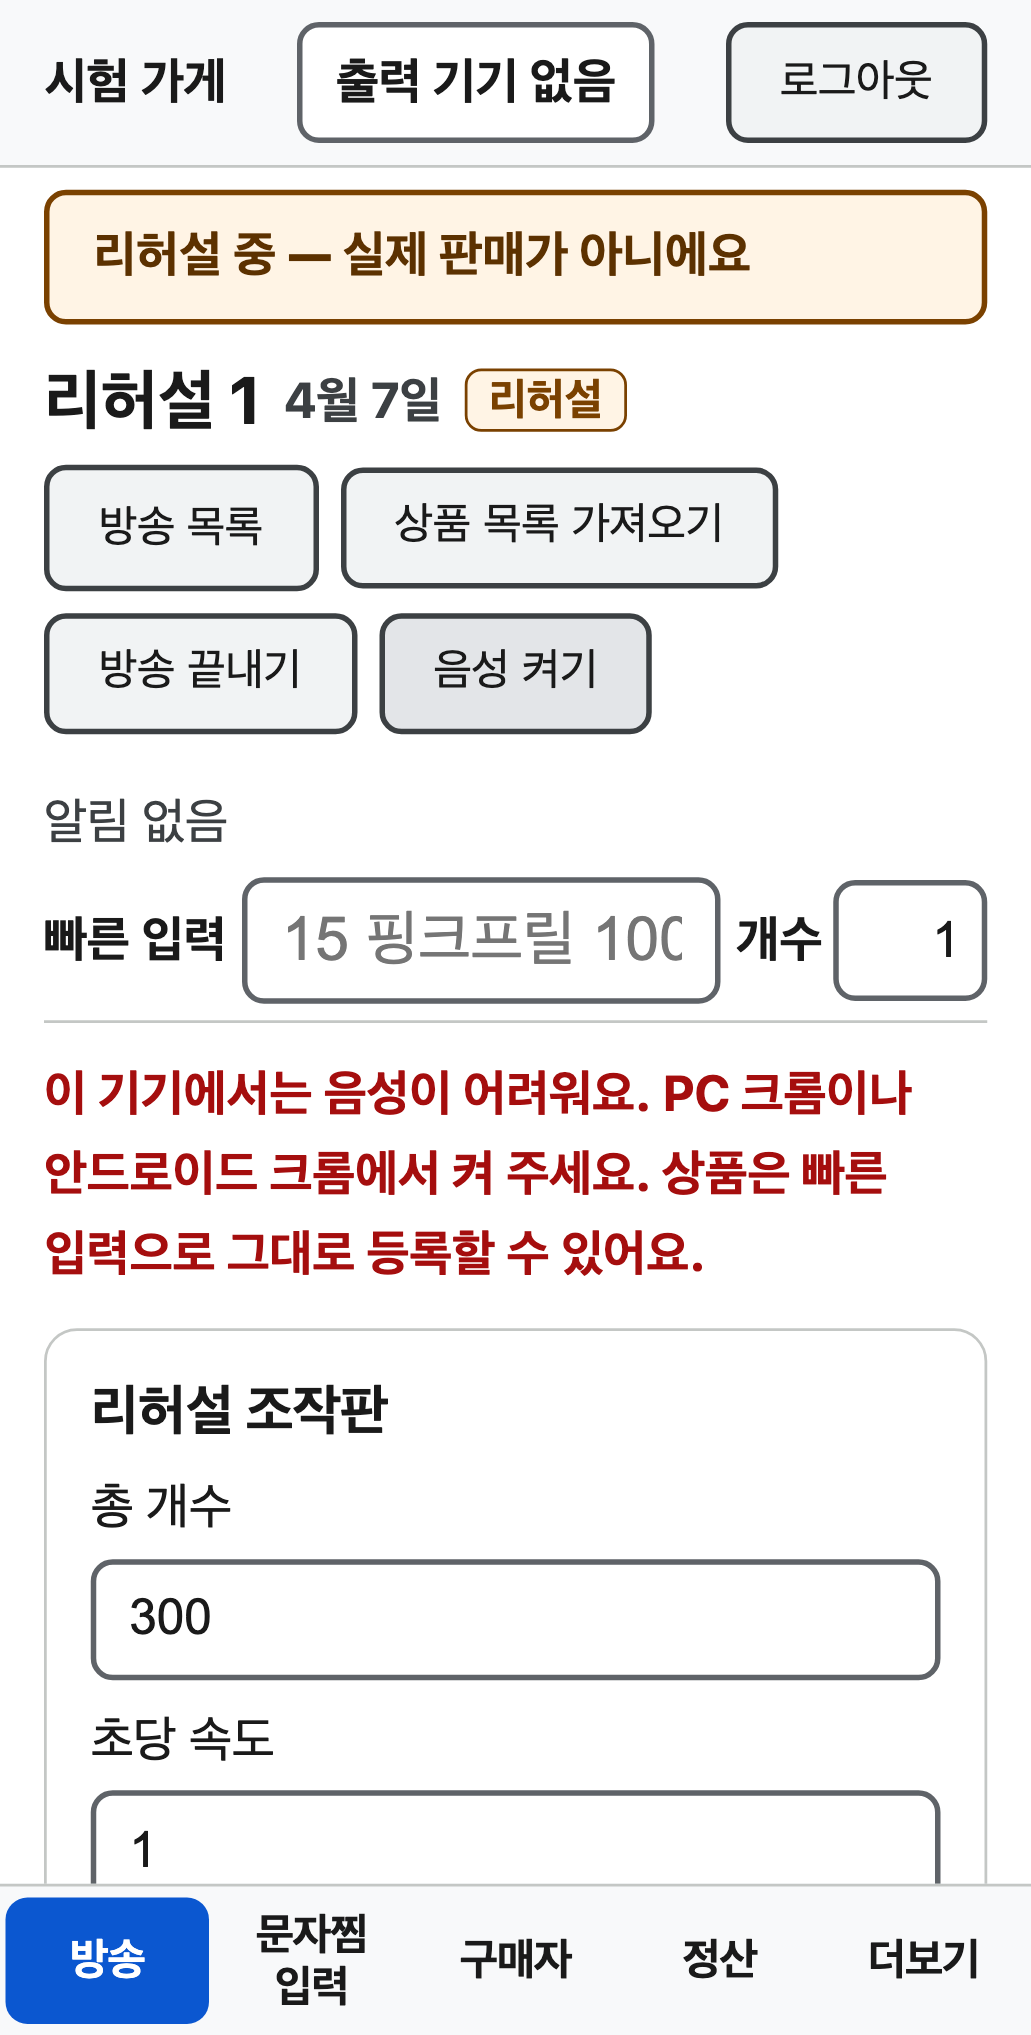 시험 가게
출력 기기 없음
로그아웃
리허설 중 — 실제 판매가 아니에요
리허설 1 4월 7일 리허설
방송 목록
상품 목록 가져오기
방송 끝내기
음성 켜기
알림 없음
빠른 입력 15 핑크프릴 100 개수 1
이 기기에서는 음성이 어려워요. PC 크롬이나
안드로이드 크롬에서 켜 주세요. 상품은 빠른
입력으로 그대로 등록할 수 있어요.
리허설 조작판
총 개수
300
초당 속도
1
방송
문자찜
입력
구매자
정산
더보기